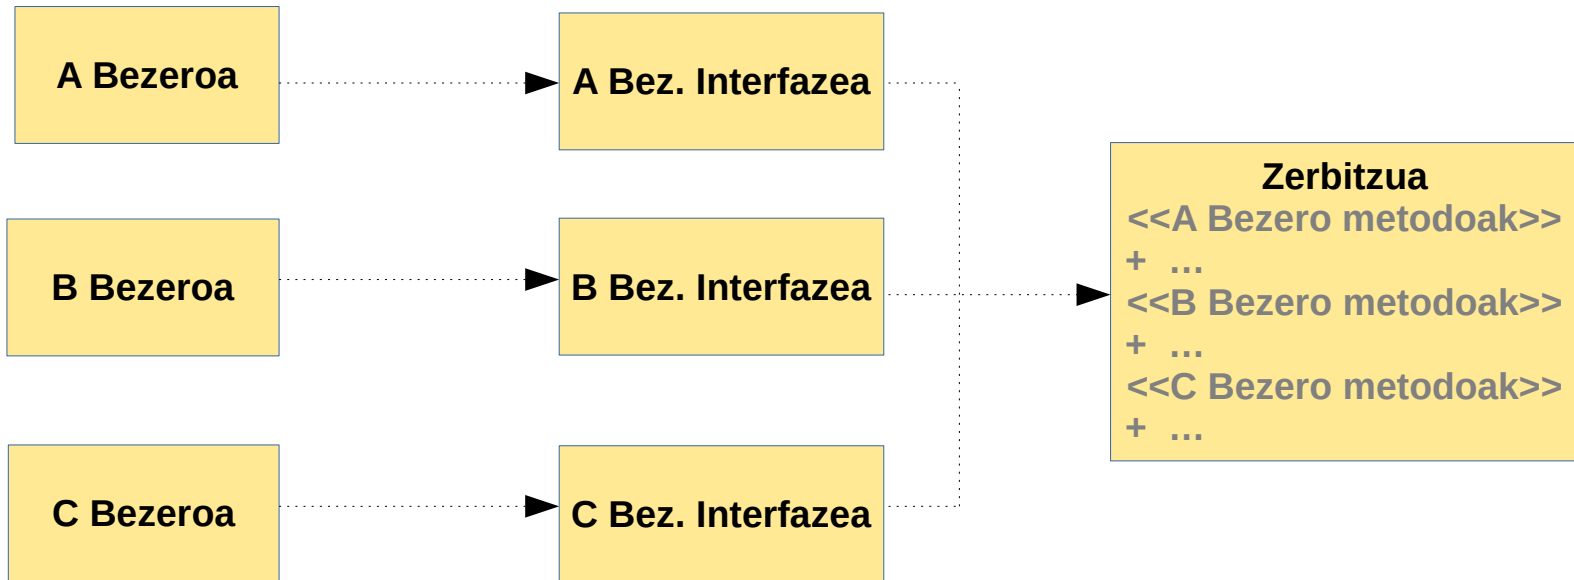 A Bezeroa
A Bez. Interfazea
B Bezeroa
B Bez. Interfazea
C Bezeroa
C Bez. Interfazea
Zerbitzua
<<A Bezero metodoak>>
+ ...
<<B Bezero metodoak>>
+ ...
<<C Bezero metodoak>>
+ ...